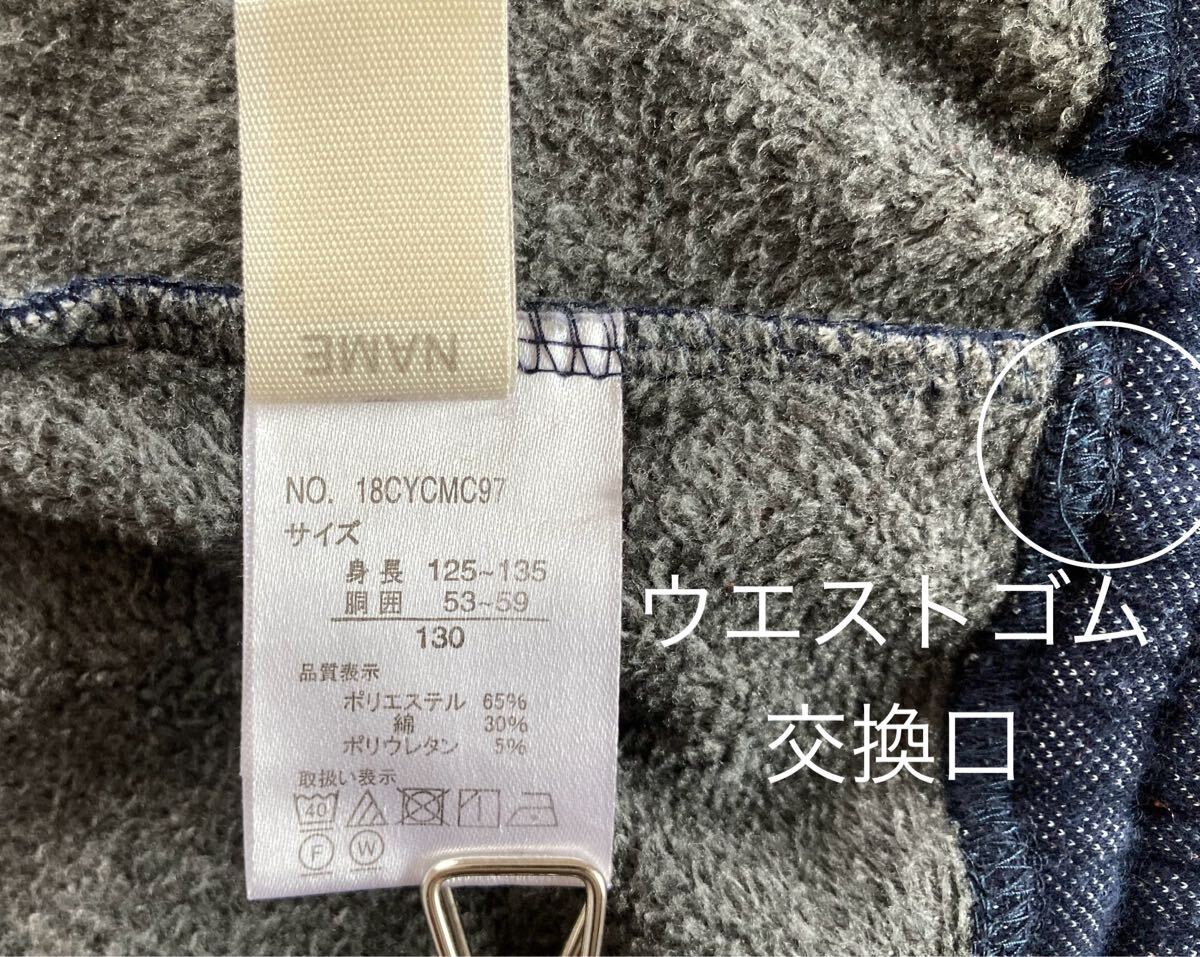 NAME
NO. 18CYCMC97
サイズ
身長 125~135
胴囲 53~59
130
品質表示
ポリエステル 65%
綿 30%
ポリウレタン 5%
取扱い表示
40
F W
ウエストゴム
交換口